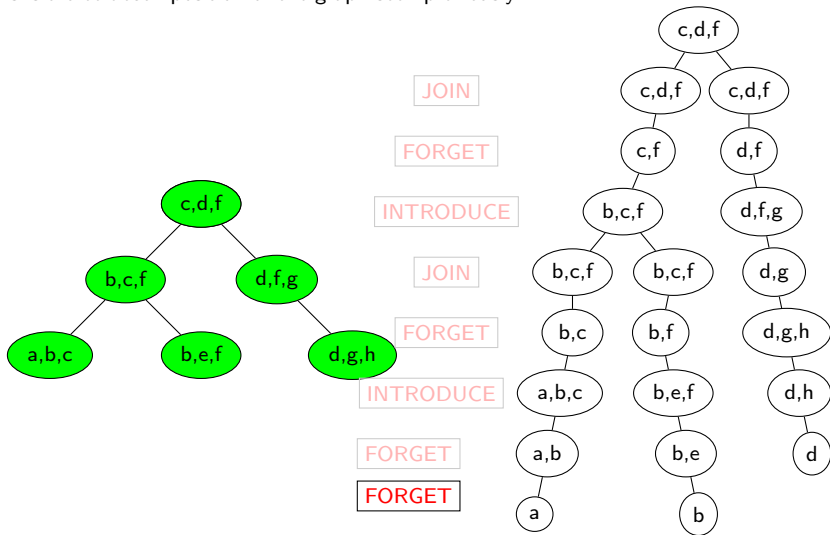 c,d,f
JOIN
c,d,f
c,d,f
FORGET
c,f
d,f
c,d,f
INTRODUCE
b,c,f
d,f,g
b,c,f
d,f,g
JOIN
b,c,f
b,c,f
d,g
a,b,c
b,e,f
d,g,h
FORGET
b,c
b,f
d,g,h
INTRODUCE
a,b,c
b,e,f
d,h
FORGET
a,b
b,e
d
FORGET
a
b